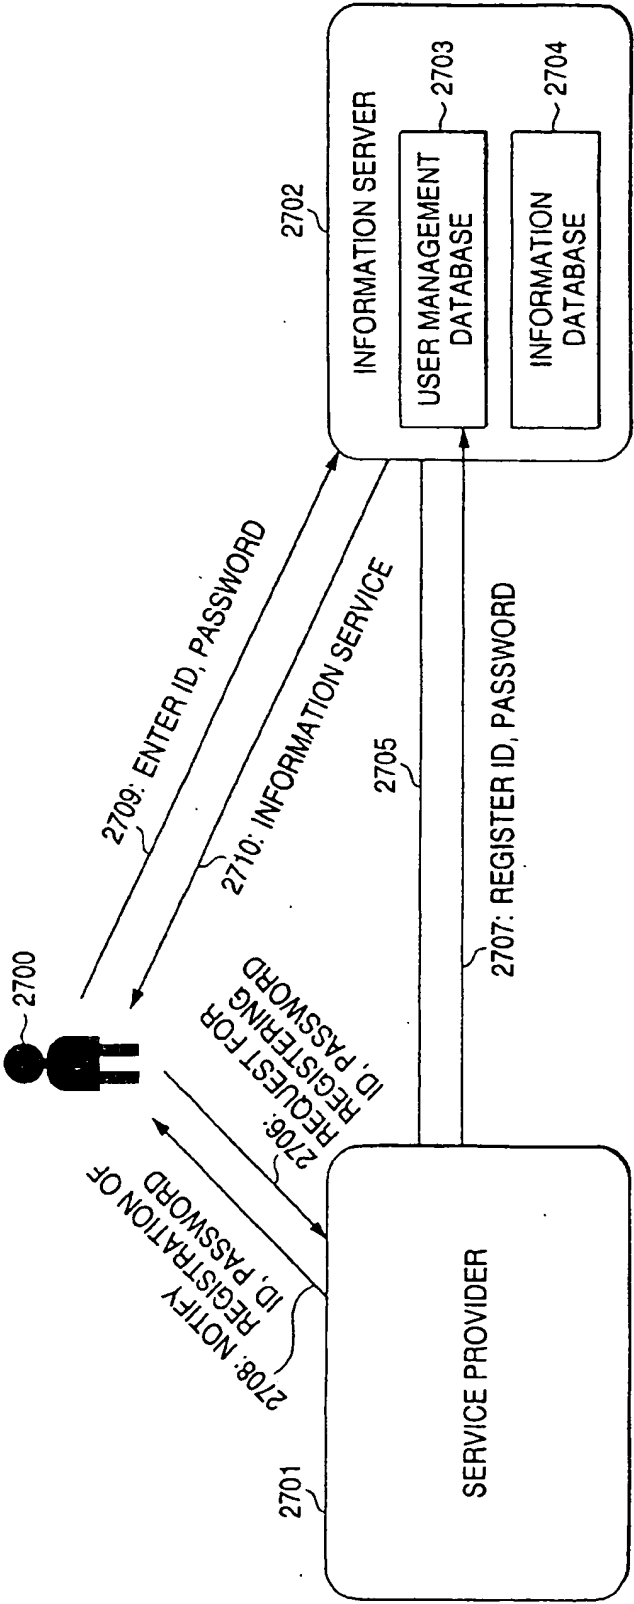 2700
2709: ENTER ID, PASSWORD
2710: INFORMATION SERVICE
2706:
REQUEST FOR
REGISTERING
ID, PASSWORD
2708: NOTIFY
REGISTRATION OF
ID, PASSWORD
2701
SERVICE PROVIDER
2705
2707: REGISTER ID, PASSWORD
2702
INFORMATION SERVER
USER MANAGEMENT
DATABASE
2703
INFORMATION
DATABASE
2704